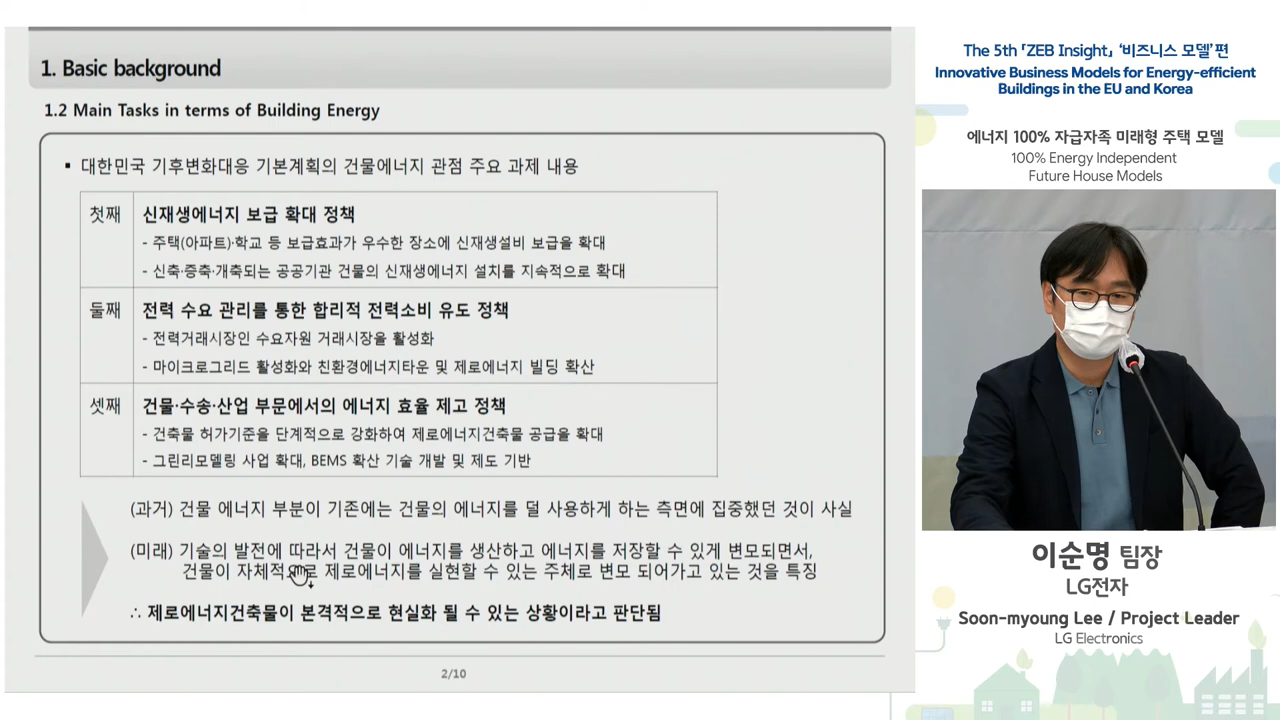 1. Basic background
1.2 Main Tasks in terms of Building Energy
▪ 대한민국 기후변화대응 기본계획의 건물에너지 관점 주요 과제 내용
첫째
신재생에너지 보급 확대 정책
- 주택(아파트)·학교 등 보급효과가 우수한 장소에 신재생설비 보급을 확대
- 신축·증축·개축되는 공공기관 건물의 신재생에너지 설치를 지속적으로 확대
둘째
전력 수요 관리를 통한 합리적 전력소비 유도 정책
- 전력거래시장인 수요자원 거래시장을 활성화
- 마이크로그리드 활성화와 친환경에너지타운 및 제로에너지 빌딩 확산
셋째
건물·수송·산업 부문에서의 에너지 효율 제고 정책
- 건축물 허가기준을 단계적으로 강화하여 제로에너지건축물 공급을 확대
- 그린리모델링 사업 확대, BEMS 확산 기술 개발 및 제도 기반
(과거) 건물 에너지 부분이 기존에는 건물의 에너지를 덜 사용하게 하는 측면에 집중했던 것이 사실
(미래) 기술의 발전에 따라서 건물이 에너지를 생산하고 에너지를 저장할 수 있게 변모되면서,
건물이 자체적으로 제로에너지를 실현할 수 있는 주체로 변모 되어가고 있는 것을 특징
∴ 제로에너지건축물이 본격적으로 현실화 될 수 있는 상황이라고 판단됨
2/10
The 5th 「ZEB Insight」 ‘비즈니스 모델’ 편
Innovative Business Models for Energy-efficient
Buildings in the EU and Korea
에너지 100% 자급자족 미래형 주택 모델
100% Energy Independent
Future House Models
이순명 팀장
LG전자
Soon-myoung Lee / Project Leader
LG Electronics